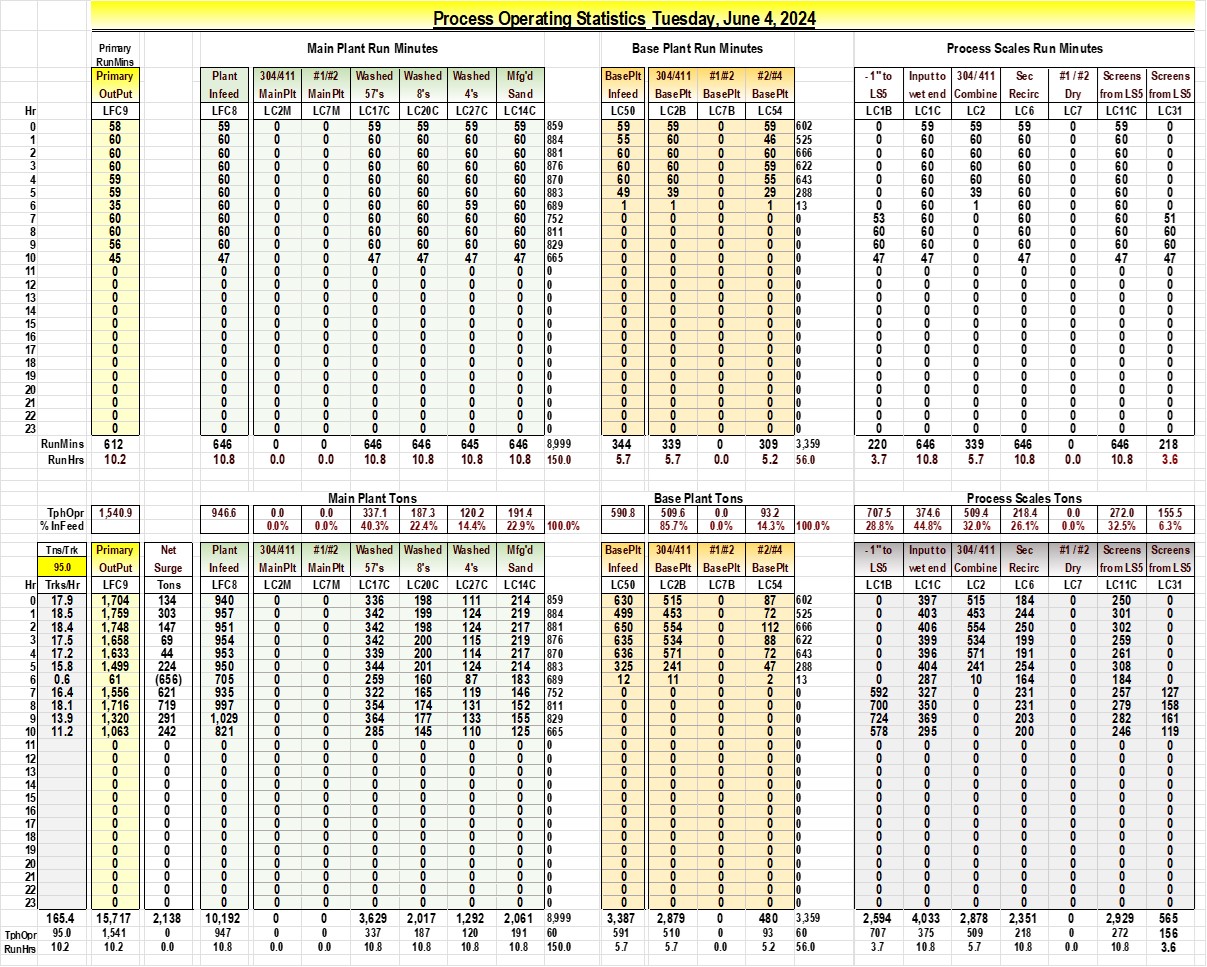 Process Operating Statistics Tuesday, June 4, 2024
Primary Main Plant Run Minutes Base Plant Run Minutes Process Scales Run Minutes
RunMins
Primary Plant 304/411 #1/#2 Washed Washed Washed Mfg'd BasePlt 304/411 #1/#2 #2/#4 - 1" to Input to 304/ 411 Sec #1 / #2 Screens Screens
OutPut Infeed MainPlt MainPlt 57's 8's 4's Sand Infeed BasePlt BasePlt BasePlt LS5 wet end Combine Recirc Dry from LS5 from LS5
Hr LFC9 LFC8 LC2M LC7M LC17C LC20C LC27C LC14C LC50 LC2B LC7B LC54 LC1B LC1C LC2 LC6 LC7 LC11C LC31
0 58 59 0 0 59 59 59 59 859 59 59 0 59 602 0 59 59 59 0 59 0
1 60 60 0 0 60 60 60 60 884 55 60 0 46 525 0 60 60 60 0 60 0
2 60 60 0 0 60 60 60 60 881 60 60 0 60 666 0 60 60 60 0 60 0
3 60 60 0 0 60 60 60 60 876 60 60 0 59 622 0 60 60 60 0 60 0
4 59 60 0 0 60 60 60 60 870 60 60 0 55 643 0 60 60 60 0 60 0
5 59 60 0 0 60 60 60 60 883 49 39 0 29 288 0 60 39 60 0 60 0
6 35 60 0 0 60 60 59 60 689 1 1 0 1 13 0 60 1 60 0 60 0
7 60 60 0 0 60 60 60 60 752 0 0 0 0 0 53 60 0 60 0 60 51
8 60 60 0 0 60 60 60 60 811 0 0 0 0 0 60 60 0 60 0 60 60
9 56 60 0 0 60 60 60 60 829 0 0 0 0 0 60 60 0 60 0 60 60
10 45 47 0 0 47 47 47 47 665 0 0 0 0 0 47 47 0 47 0 47 47
11 0 0 0 0 0 0 0 0 0 0 0 0 0 0 0 0 0 0 0 0 0
12 0 0 0 0 0 0 0 0 0 0 0 0 0 0 0 0 0 0 0 0 0
13 0 0 0 0 0 0 0 0 0 0 0 0 0 0 0 0 0 0 0 0 0
14 0 0 0 0 0 0 0 0 0 0 0 0 0 0 0 0 0 0 0 0 0
15 0 0 0 0 0 0 0 0 0 0 0 0 0 0 0 0 0 0 0 0 0
16 0 0 0 0 0 0 0 0 0 0 0 0 0 0 0 0 0 0 0 0 0
17 0 0 0 0 0 0 0 0 0 0 0 0 0 0 0 0 0 0 0 0 0
18 0 0 0 0 0 0 0 0 0 0 0 0 0 0 0 0 0 0 0 0 0
19 0 0 0 0 0 0 0 0 0 0 0 0 0 0 0 0 0 0 0 0 0
20 0 0 0 0 0 0 0 0 0 0 0 0 0 0 0 0 0 0 0 0 0
21 0 0 0 0 0 0 0 0 0 0 0 0 0 0 0 0 0 0 0 0 0
22 0 0 0 0 0 0 0 0 0 0 0 0 0 0 0 0 0 0 0 0 0
23 0 0 0 0 0 0 0 0 0 0 0 0 0 0 0 0 0 0 0 0 0
RunMins 612 646 0 0 646 646 645 646 8,999 344 339 0 309 3,359 220 646 339 646 0 646 218
RunHrs 10.2 10.8 0.0 0.0 10.8 10.8 10.8 10.8 150.0 5.7 5.7 0.0 5.2 56.0 3.7 10.8 5.7 10.8 0.0 10.8 3.6
Main Plant Tons Base Plant Tons Process Scales Tons
TphOpr 1,540.9 946.6 0.0 0.0 337.1 187.3 120.2 191.4 590.8 509.6 0.0 93.2 707.5 374.6 509.4 218.4 0.0 272.0 155.5
% InFeed 0.0% 0.0% 40.3% 22.4% 14.4% 22.9% 100.0% 85.7% 0.0% 14.3% 100.0% 28.8% 44.8% 32.0% 26.1% 0.0% 32.5% 6.3%
Tns/Trk Primary Net Plant 304/411 #1/#2 Washed Washed Washed Mfg'd BasePlt 304/411 #1/#2 #2/#4 - 1" to Input to 304/ 411 Sec #1 / #2 Screens Screens
95.0 OutPut Surge Infeed MainPlt MainPlt 57's 8's 4's Sand Infeed BasePlt BasePlt BasePlt LS5 wet end Combine Recirc Dry from LS5 from LS5
Hr Trks/Hr LFC9 Tons LFC8 LC2M LC7M LC17C LC20C LC27C LC14C LC50 LC2B LC7B LC54 LC1B LC1C LC2 LC6 LC7 LC11C LC31
0 17.9 1,704 134 940 0 0 336 198 111 214 859 630 515 0 87 602 0 397 515 184 0 250 0
1 18.5 1,759 303 957 0 0 342 199 124 219 884 499 453 0 72 525 0 403 453 244 0 301 0
2 18.4 1,748 147 951 0 0 342 198 124 217 881 650 554 0 112 666 0 406 554 250 0 302 0
3 17.5 1,658 69 954 0 0 342 200 115 219 876 635 534 0 88 622 0 399 534 199 0 259 0
4 17.2 1,633 44 953 0 0 339 200 114 217 870 636 571 0 72 643 0 396 571 191 0 261 0
5 15.8 1,499 224 950 0 0 344 201 124 214 883 325 241 0 47 288 0 404 241 254 0 308 0
6 0.6 61 (656) 705 0 0 259 160 87 183 689 12 11 0 2 13 0 287 10 164 0 184 0
7 16.4 1,556 621 935 0 0 322 165 119 146 752 0 0 0 0 0 592 327 0 231 0 257 127
8 18.1 1,716 719 997 0 0 354 174 131 152 811 0 0 0 0 0 700 350 0 231 0 279 158
9 13.9 1,320 291 1,029 0 0 364 177 133 155 829 0 0 0 0 0 724 369 0 203 0 282 161
10 11.2 1,063 242 821 0 0 285 145 110 125 665 0 0 0 0 0 578 295 0 200 0 246 119
11 0 0 0 0 0 0 0 0 0 0 0 0 0 0 0 0 0 0 0 0 0 0
12 0 0 0 0 0 0 0 0 0 0 0 0 0 0 0 0 0 0 0 0 0 0
13 0 0 0 0 0 0 0 0 0 0 0 0 0 0 0 0 0 0 0 0 0 0
14 0 0 0 0 0 0 0 0 0 0 0 0 0 0 0 0 0 0 0 0 0 0
15 0 0 0 0 0 0 0 0 0 0 0 0 0 0 0 0 0 0 0 0 0 0
16 0 0 0 0 0 0 0 0 0 0 0 0 0 0 0 0 0 0 0 0 0 0
17 0 0 0 0 0 0 0 0 0 0 0 0 0 0 0 0 0 0 0 0 0 0
18 0 0 0 0 0 0 0 0 0 0 0 0 0 0 0 0 0 0 0 0 0 0
19 0 0 0 0 0 0 0 0 0 0 0 0 0 0 0 0 0 0 0 0 0 0
20 0 0 0 0 0 0 0 0 0 0 0 0 0 0 0 0 0 0 0 0 0 0
21 0 0 0 0 0 0 0 0 0 0 0 0 0 0 0 0 0 0 0 0 0 0
22 0 0 0 0 0 0 0 0 0 0 0 0 0 0 0 0 0 0 0 0 0 0
23 0 0 0 0 0 0 0 0 0 0 0 0 0 0 0 0 0 0 0 0 0 0
165.4 15,717 2,138 10,192 0 0 3,629 2,017 1,292 2,061 8,999 3,387 2,879 0 480 3,359 2,594 4,033 2,878 2,351 0 2,929 565
TphOpr 95.0 1,541 0 947 0 0 337 187 120 191 60 591 510 0 93 60 707 375 509 218 0 272 156
RunHrs 10.2 10.2 0.0 10.8 0.0 0.0 10.8 10.8 10.8 10.8 150.0 5.7 5.7 0.0 5.2 56.0 3.7 10.8 5.7 10.8 0.0 10.8 3.6